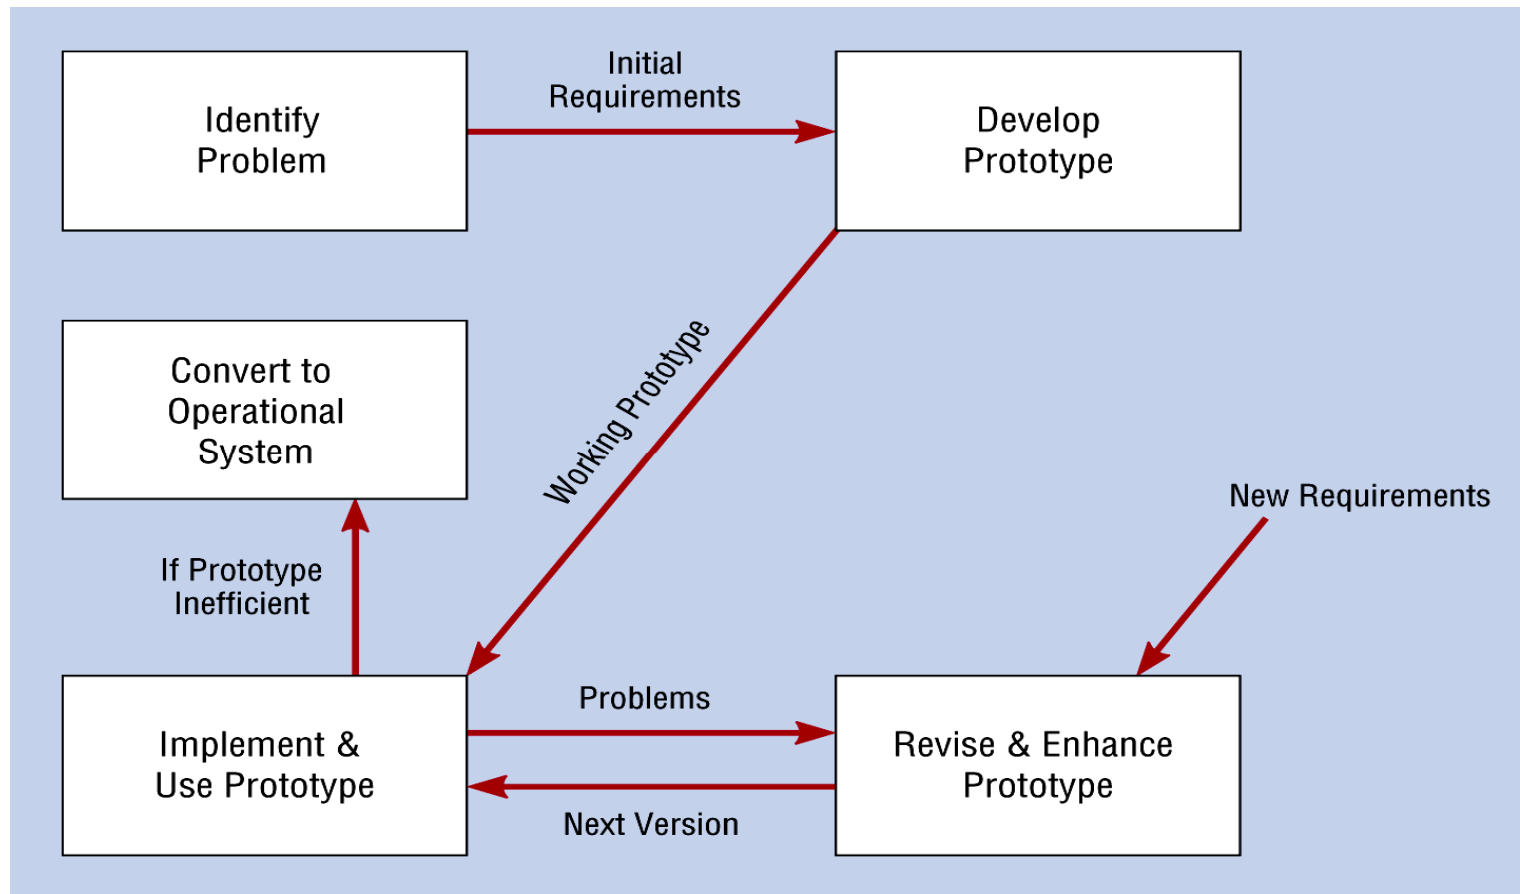 Identify
Problem
Initial
Requirements
Develop
Prototype
Working Prototype
Convert to
Operational
System
New Requirements
If Prototype
Inefficient
Implement &
Use Prototype
Problems
Next Version
Revise & Enhance
Prototype